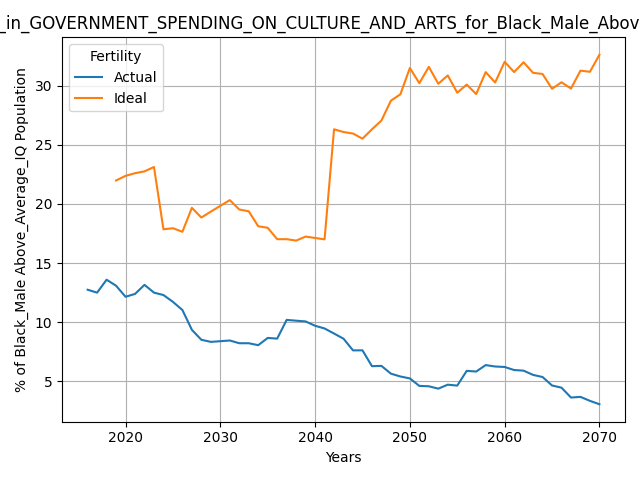 _in_GOVERNMENT_SPENDING_ON_CULTURE_AND_ARTS_for_Black_Male_Abov
Fertility
Actual
Ideal
% of Black_Male Above_Average_IQ Population
30
25
20
15
10
5
2020 2030 2040 2050 2060 2070
Years